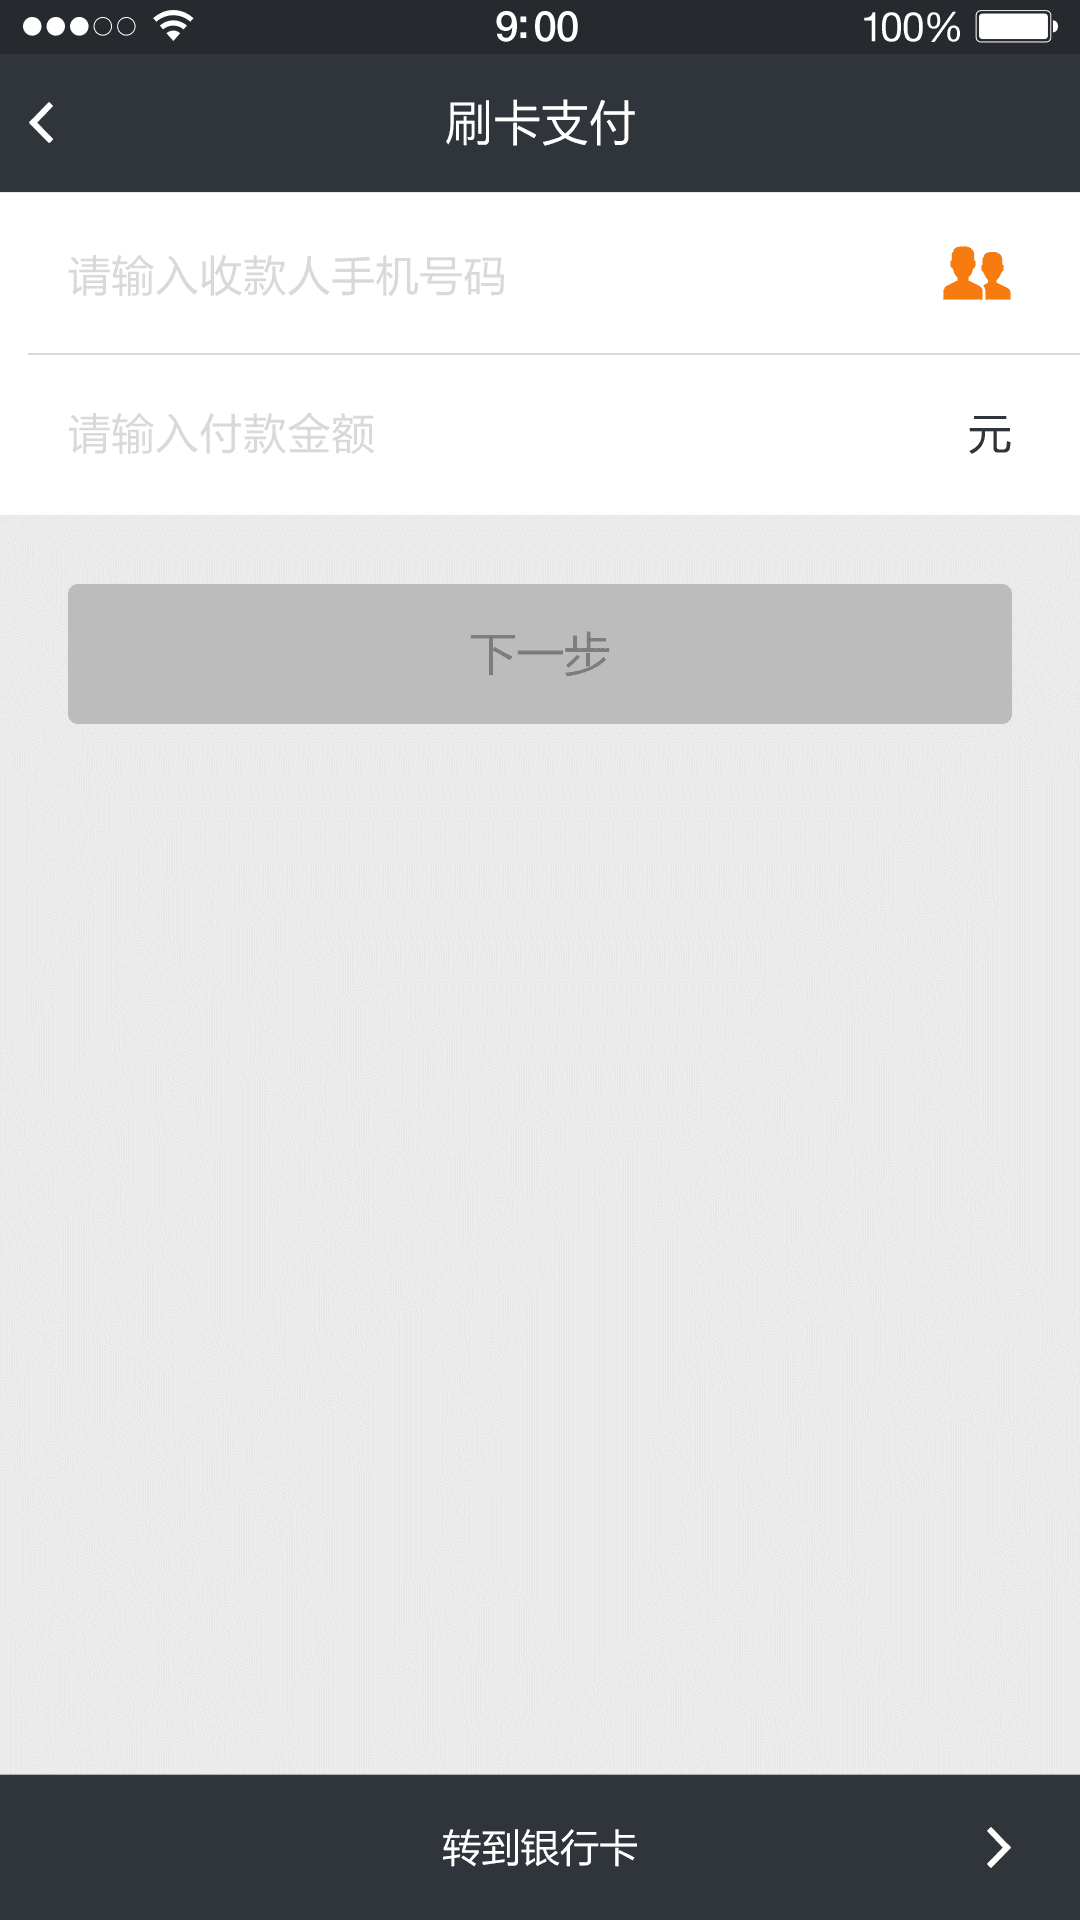 9:00 100%
刷卡支付
请输入收款人手机号码
请输入付款金额 元
下一步
转到银行卡